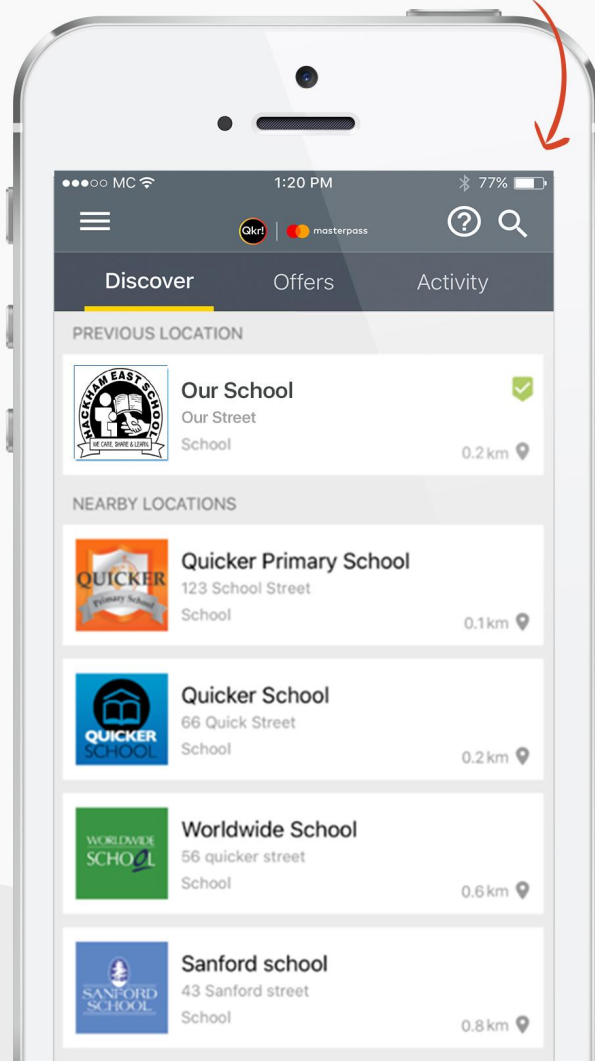 MC
1:20 PM
77%
Qkr!
masterpass
Discover
Offers
Activity
PREVIOUS LOCATION
HACKHAM EAST SCHOOL
WE CARE, SHARE & LEARN
Our School
Our Street
School
0.2 km
NEARBY LOCATIONS
QUICKER
Primary School
Quicker Primary School
123 School Street
School
0.1 km
QUICKER
SCHOOL
Quicker School
66 Quick Street
School
0.2 km
WORLDWIDE
SCHOOL
Worldwide School
56 quicker street
School
0.6 km
SANFORD
SCHOOL
Sanford school
43 Sanford street
School
0.8 km